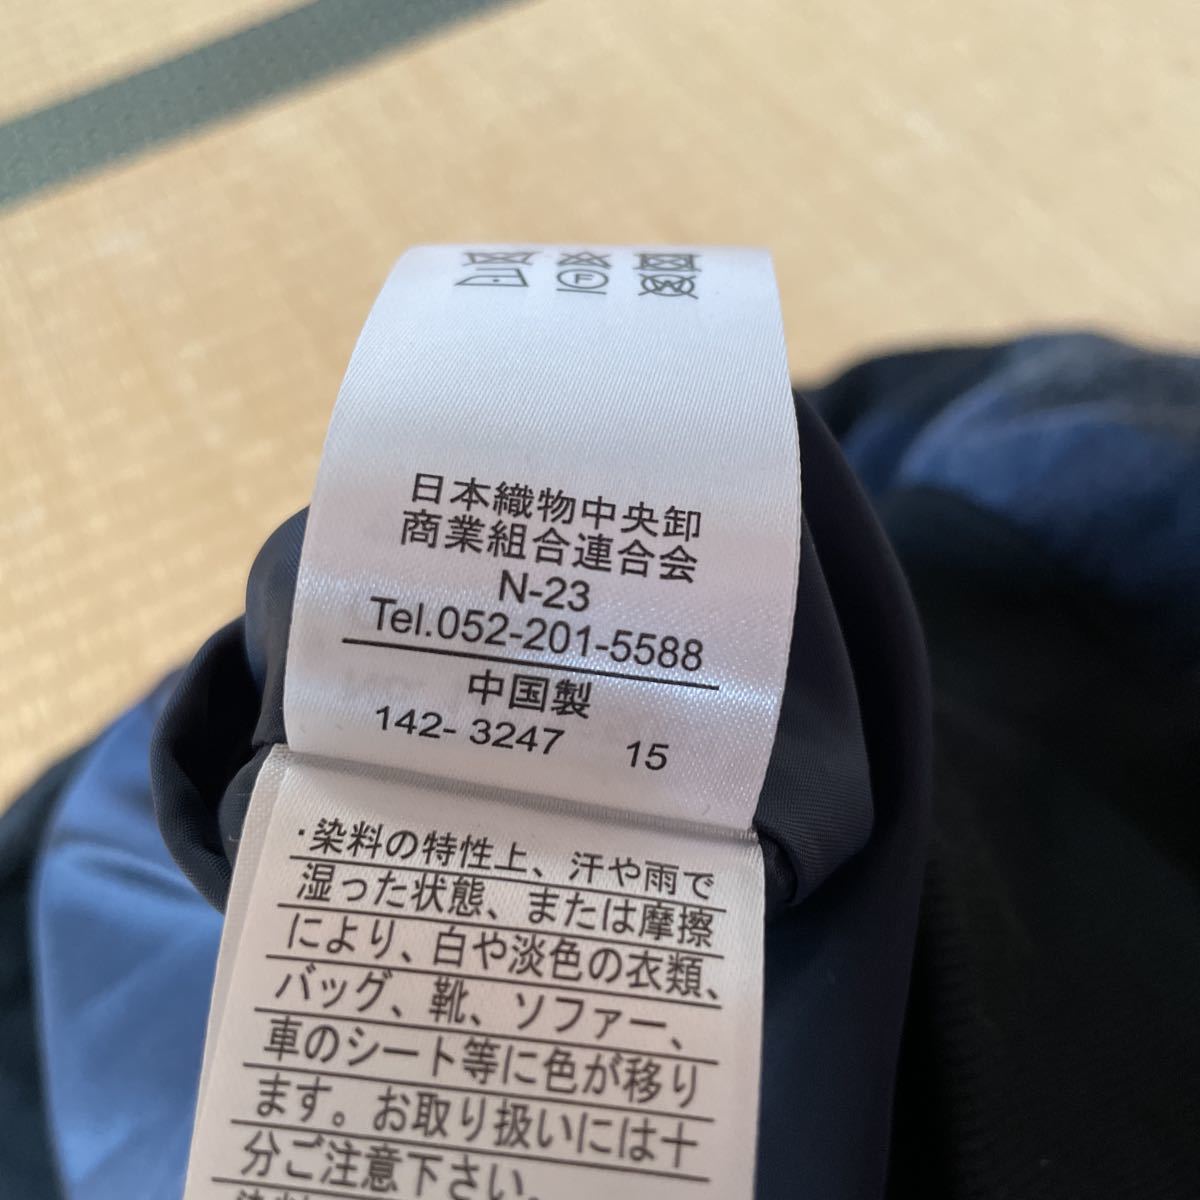 F
W
日本織物中央卸
商業組合連合会
N-23
Tel.052-201-5588
中国製
142- 3247 15
・染料の特性上、汗や雨で
湿った状態、または摩擦
により、白や淡色の衣類、
バッグ、靴、ソファー、
車のシート等に色が移り
ます。お取り扱いには十
分ご注意下さい。